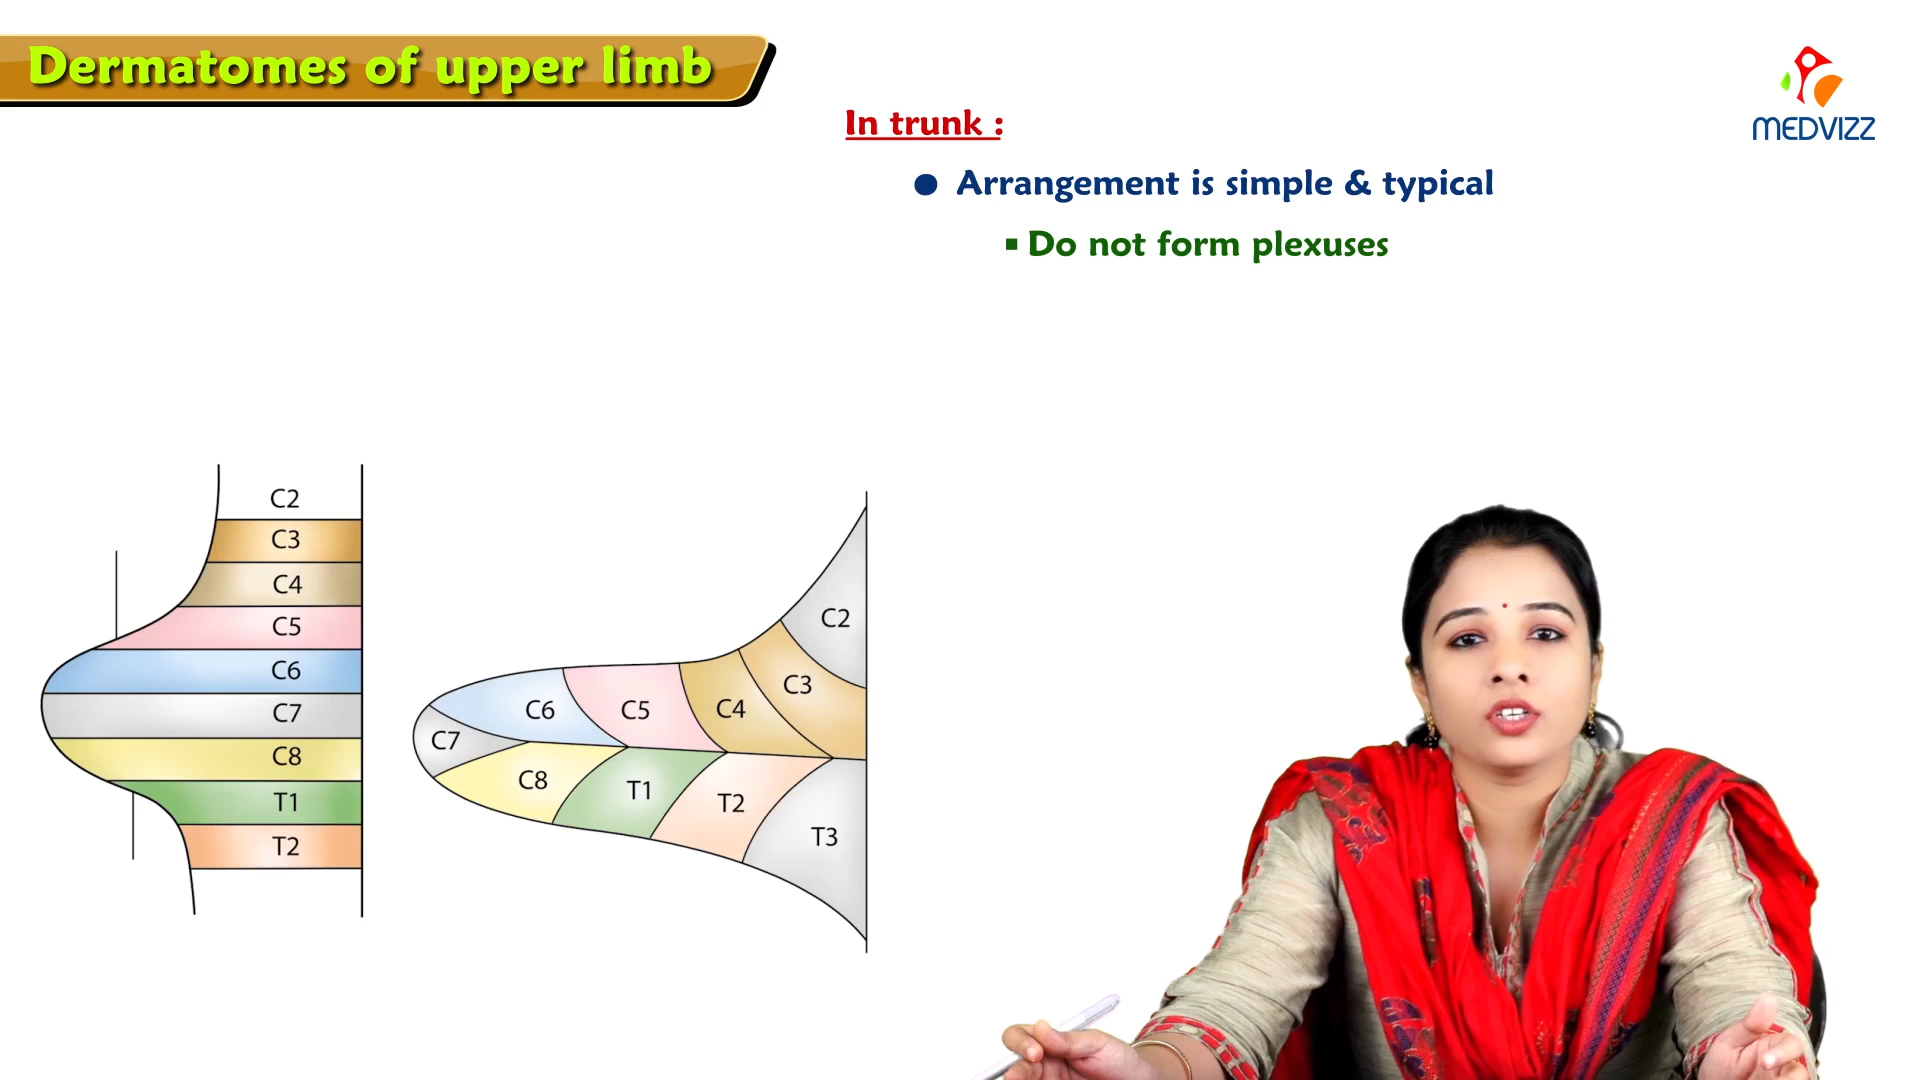 Dermatomes of upper limb
MEDVIZZ
In trunk :
● Arrangement is simple & typical
▪ Do not form plexuses
C2
C3
C4
C5
C6
C7
C8
T1
T2
C2
C3
C4
C5
C6
C7
C8
T1
T2
T3